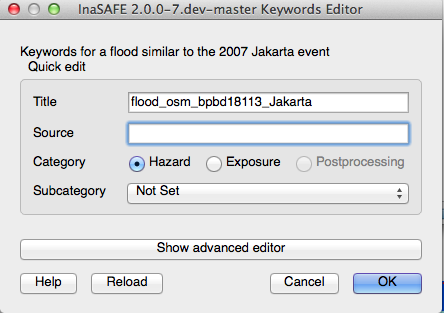 InaSAFE 2.0.0-7.dev-master Keywords Editor
Keywords for a flood similar to the 2007 Jakarta event
Quick edit
Title flood_osm_bpbd18113_Jakarta
Source
Category Hazard Exposure Postprocessing
Subcategory Not Set
Show advanced editor
Help Reload Cancel OK